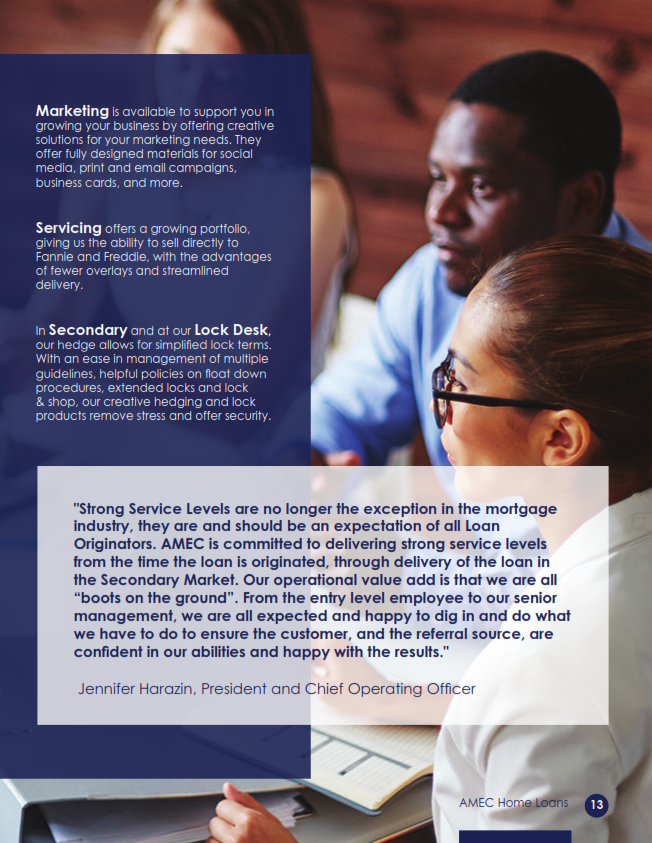 Marketing is available to support you in
growing your business by offering creative
solutions for your marketing needs. They
offer fully designed materials for social
media, print and email campaigns,
business cards, and more.
Servicing offers a growing portfolio,
giving us the ability to sell directly to
Fannie and Freddie, with the advantages
of fewer overlays and streamlined
delivery.
In Secondary and at our Lock Desk,
our hedge allows for simplified lock terms.
With an ease in management of multiple
guidelines, helpful policies on float down
procedures, extended locks and lock
& shop, our creative hedging and lock
products remove stress and offer security.
"Strong Service Levels are no longer the exception in the mortgage
industry, they are and should be an expectation of all Loan
Originators. AMEC is committed to delivering strong service levels
from the time the loan is originated, through delivery of the loan in
the Secondary Market. Our operational value add is that we are all
“boots on the ground”. From the entry level employee to our senior
management, we are all expected and happy to dig in and do what
we have to do to ensure the customer, and the referral source, are
confident in our abilities and happy with the results."
Jennifer Harazin, President and Chief Operating Officer
AMEC Home Loans 13